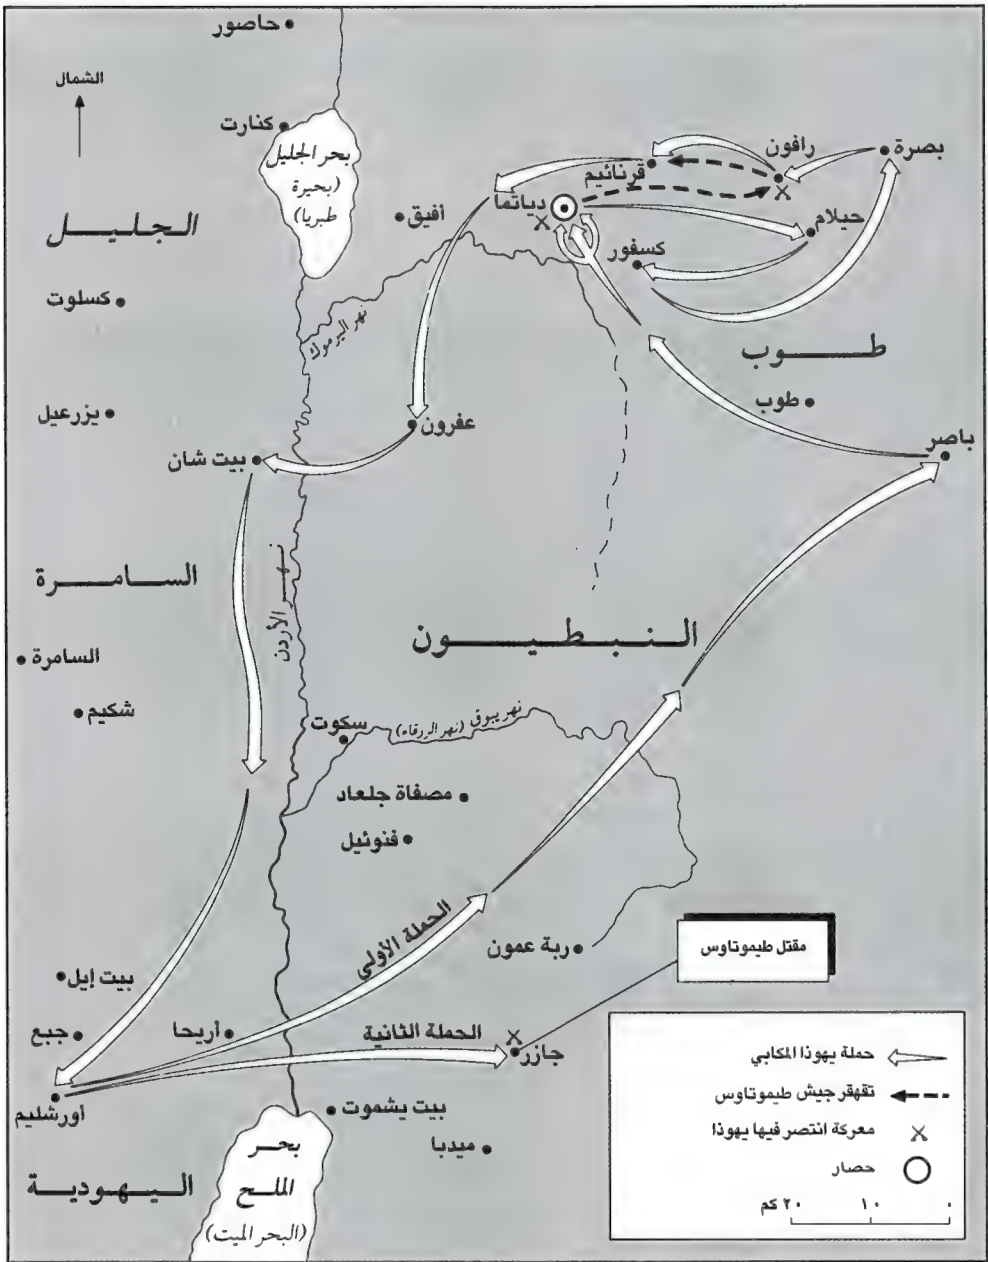 حاصور
الشمال
كنارت
بحر الجليل
(بحيرة
طبريا)
الجليل
أفيق
كسلوت
نهر اليرموك
يزرعيل
بيت شان
عفرون
رافون
بصرة
قرنائيم
دياتما
حيلام
كسفور
طوب
طوب
باصر
السامرة
نهر الأردن
النبطيون
السامرة
شكيم
سكوت
نهر يبوق (نهر الزرقاء)
مصفاة جلعاد
فنوئيل
الحملة الأولى
ربة عمون
مقتل طيموتاوس
بيت إيل
جبع
أريحا
الحملة الثانية
جازر
أورشليم
بيت يشموت
ميدبا
بحر
الملح
(البحر الميت)
اليهودية
حملة يهوذا المكابي
تقهقر جيش طيموتاوس
معركة انتصر فيها يهوذا
حصار
٠ ١٠ ٢٠ كم